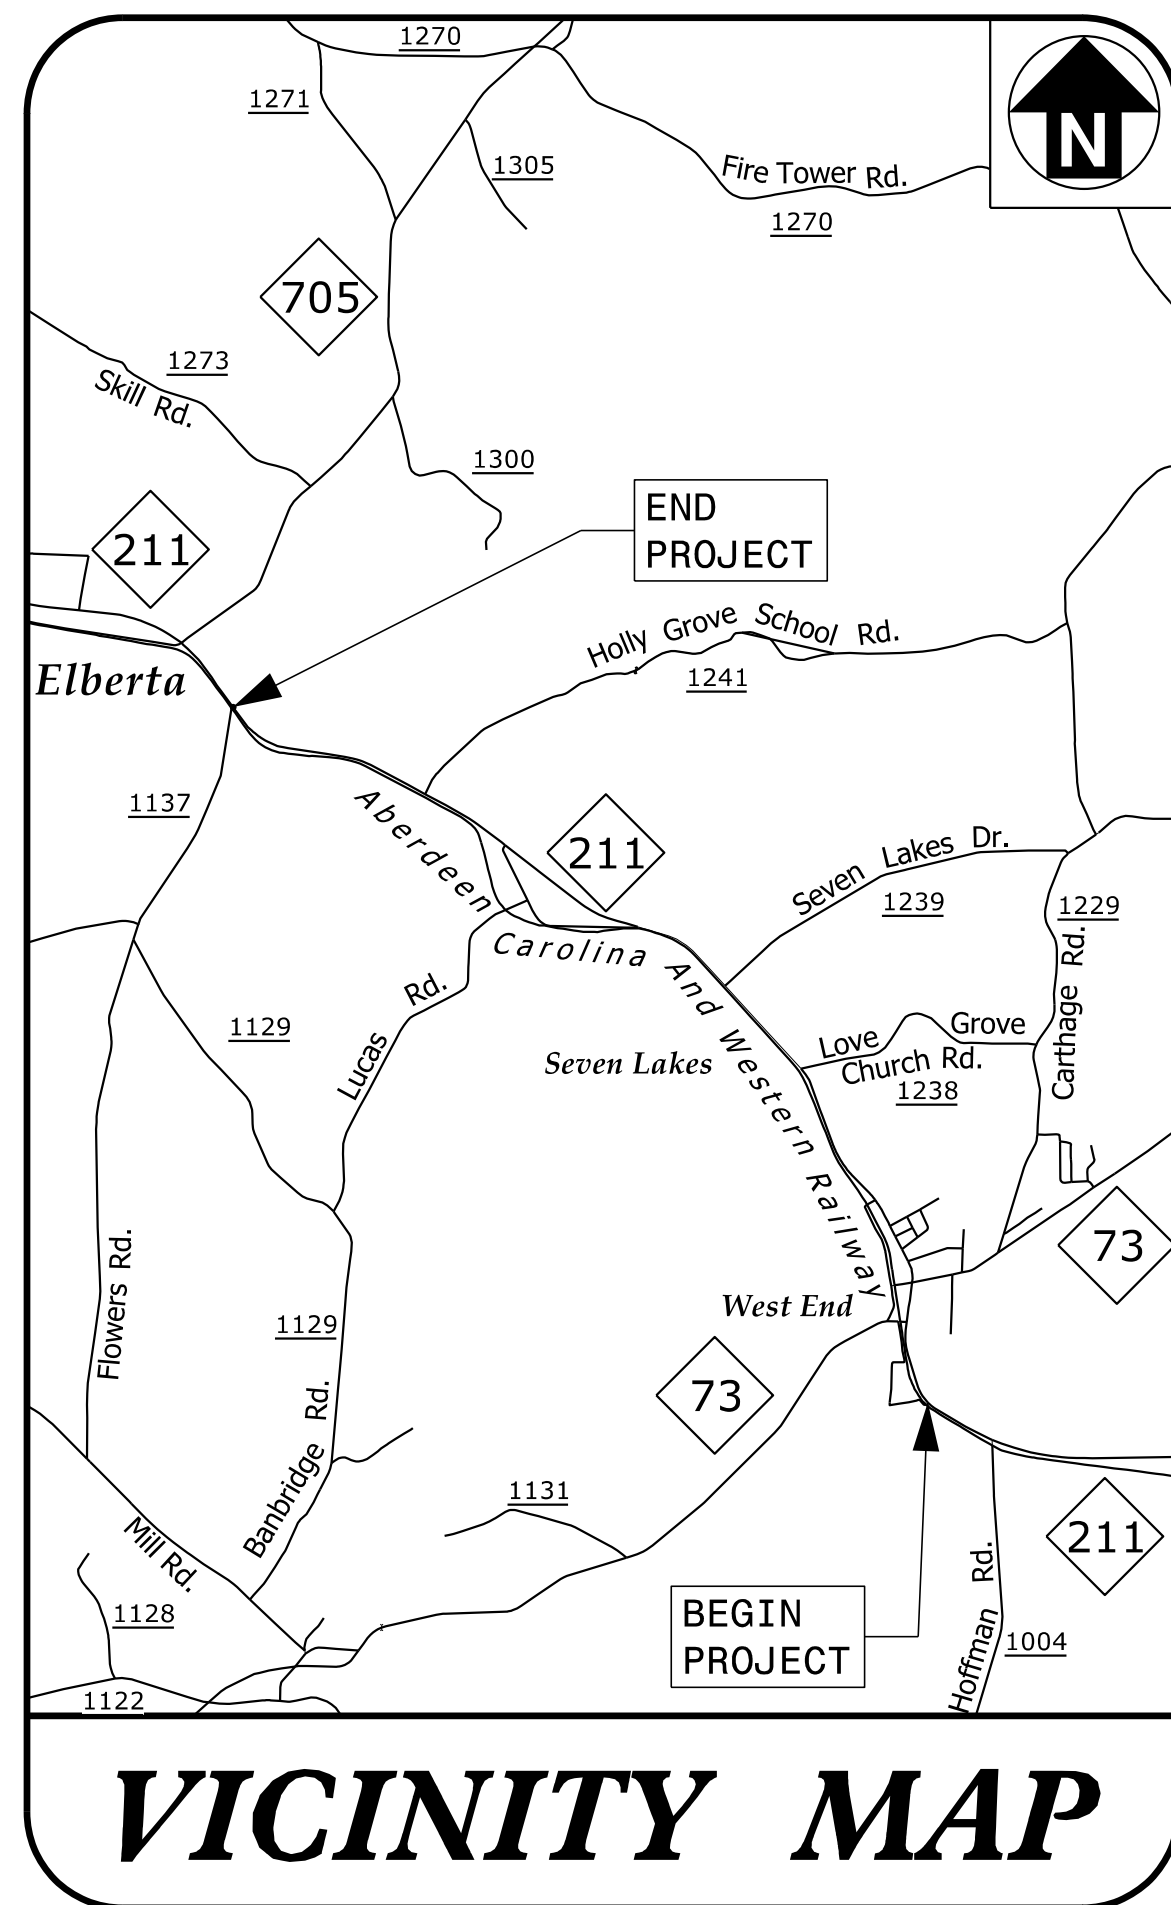 1270
N
1271
1305
Fire Tower Rd.
1270
705
1273
Skill Rd.
1300
END
PROJECT
211
Holly Grove School Rd.
1241
Elberta
1137
Aberdeen Carolina And Western Railway
211
Seven Lakes Dr.
1239
1229
Carthage Rd.
1129
Lucas Rd.
Seven Lakes
Love Grove
Church Rd.
1238
73
Flowers Rd.
1129
West End
73
Banbridge Rd.
1131
211
Mill Rd.
1128
BEGIN
PROJECT
Hoffman Rd.
1004
1122
VICINITY MAP